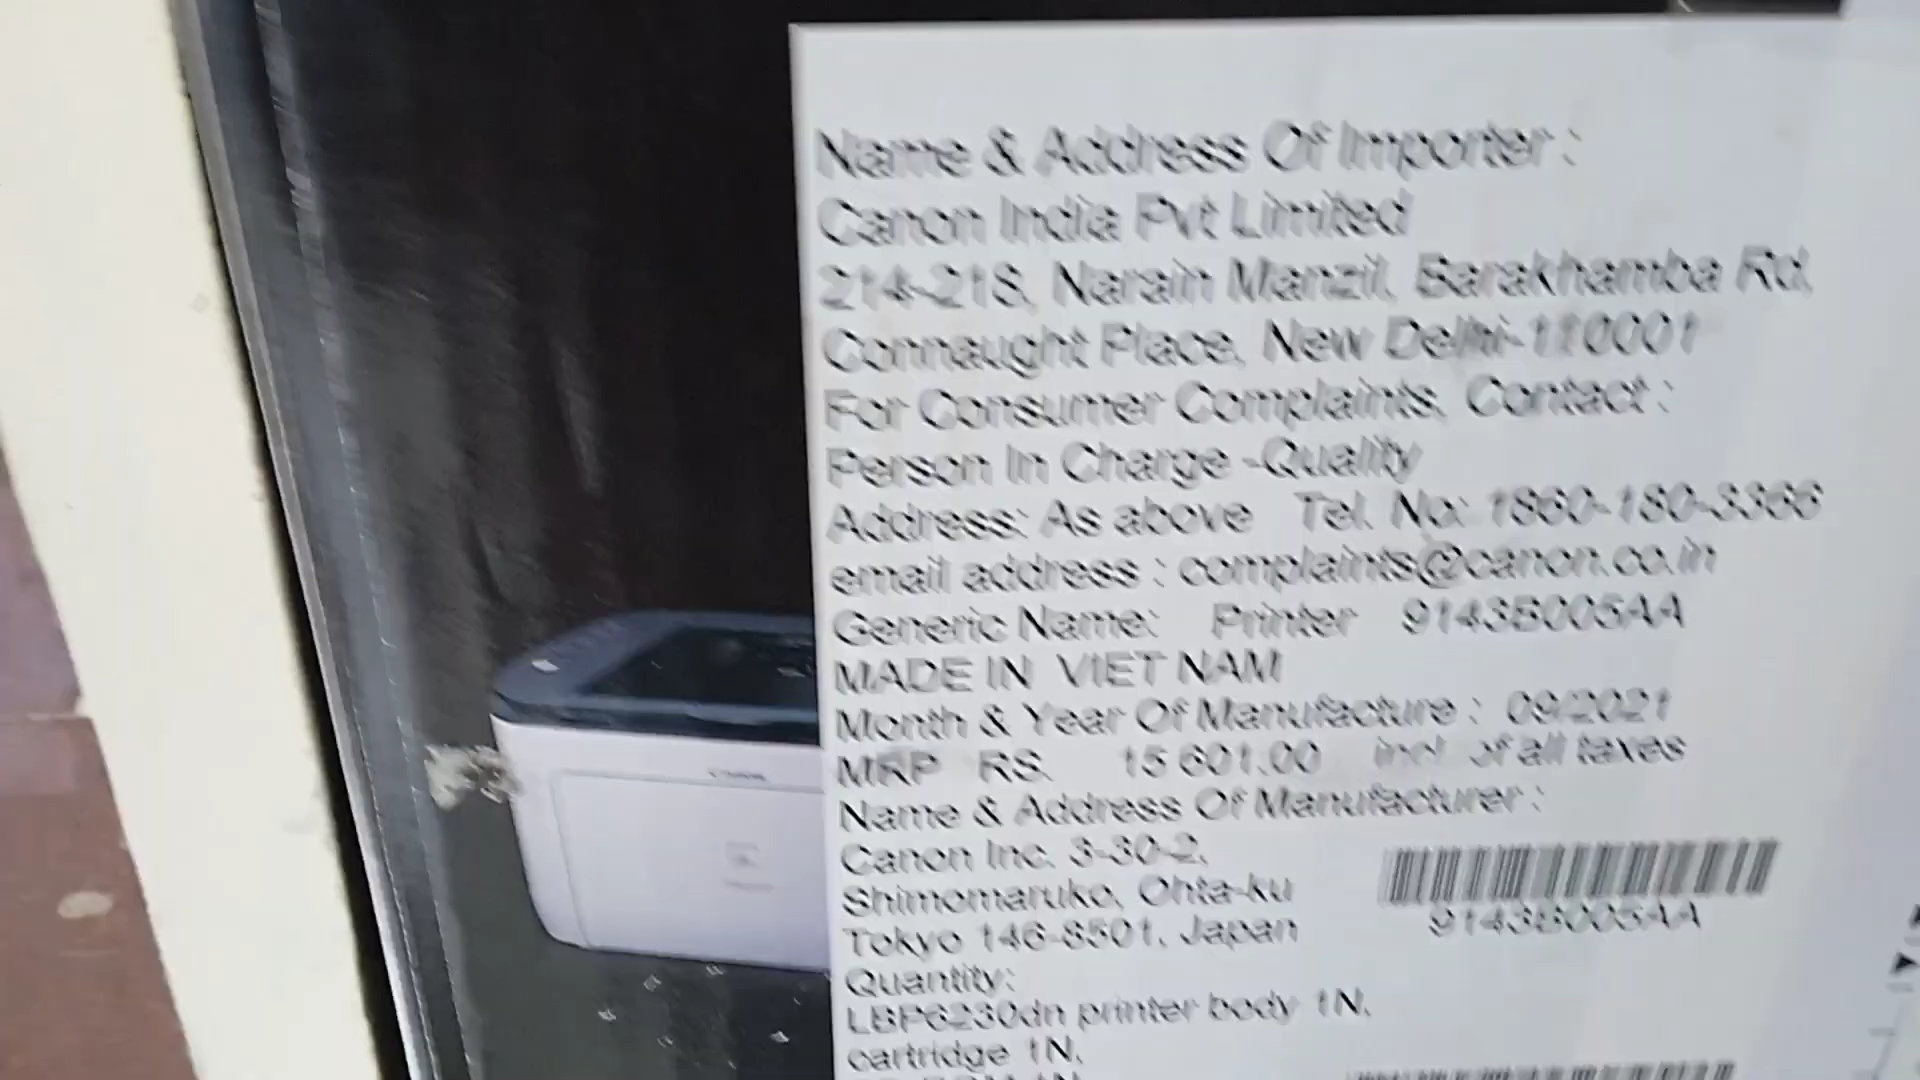 Name & Address Of Importer :
Canon India Pvt Limited
214-218, Narain Manzil, Barakhamba Rd,
Connaught Place, New Delhi-110001
For Consumer Complaints, Contact :
Person In Charge -Quality
Address: As above Tel. No: 1860-180-3366
email address : complaints@canon.co.in
Generic Name: Printer 9143B005AA
MADE IN VIET NAM
Month & Year Of Manufacture : 09/2021
MRP RS. 15 601.00 incl. of all taxes
Name & Address Of Manufacturer :
Canon Inc. 3-30-2,
Shimomaruko, Ohta-ku
Tokyo 146-8501, Japan
9143B005AA
Quantity:
LBP6230dn printer body 1N,
cartridge 1N,
Canon